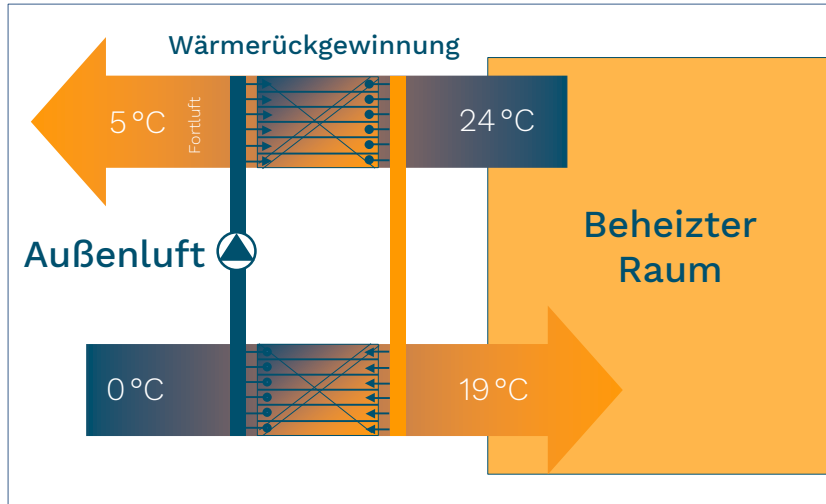 Wärmerückgewinnung
5 °C
Fortluft
24 °C
Außenluft
Beheizter
Raum
0 °C
19 °C